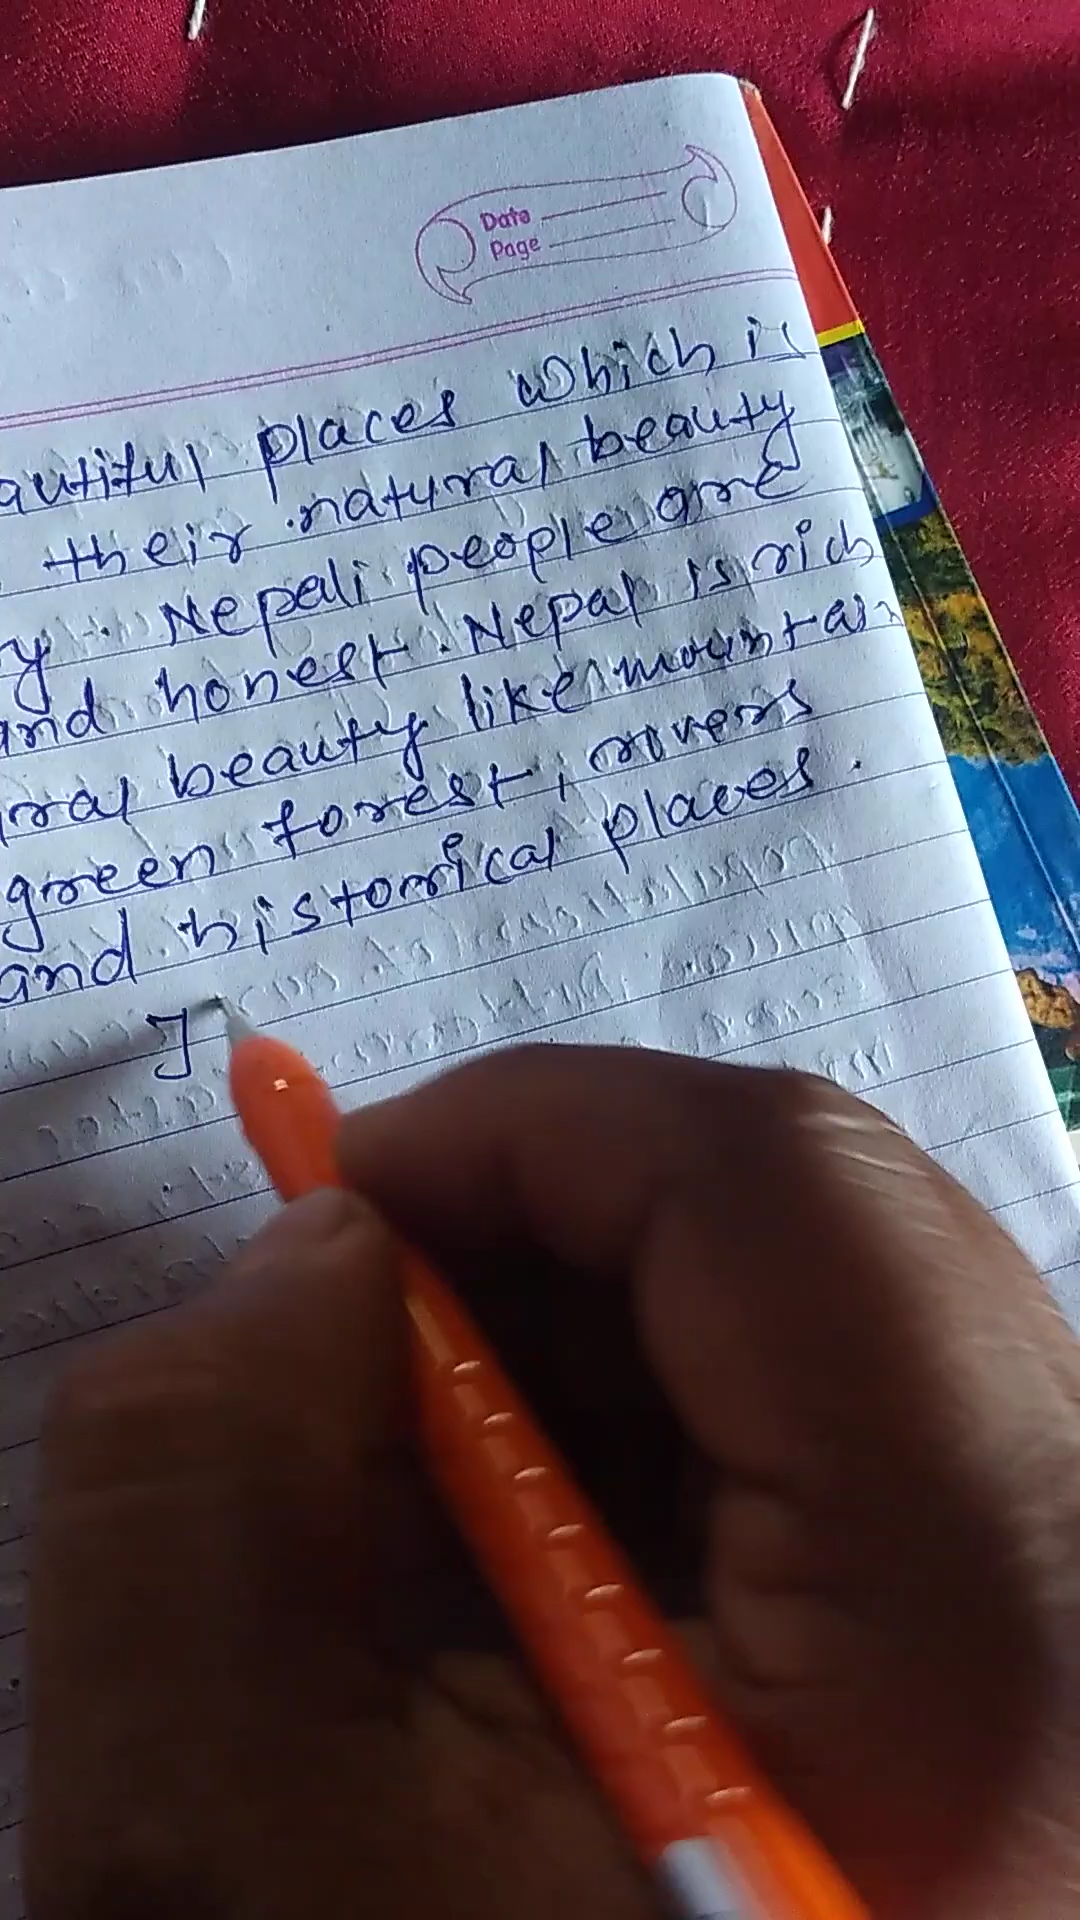 Date
Page
autiful places which is
their natural beauty
y. Nepali people are
and honest. Nepal is rich
ral beauty like mountain
green forest, rivers
and historical places.
I